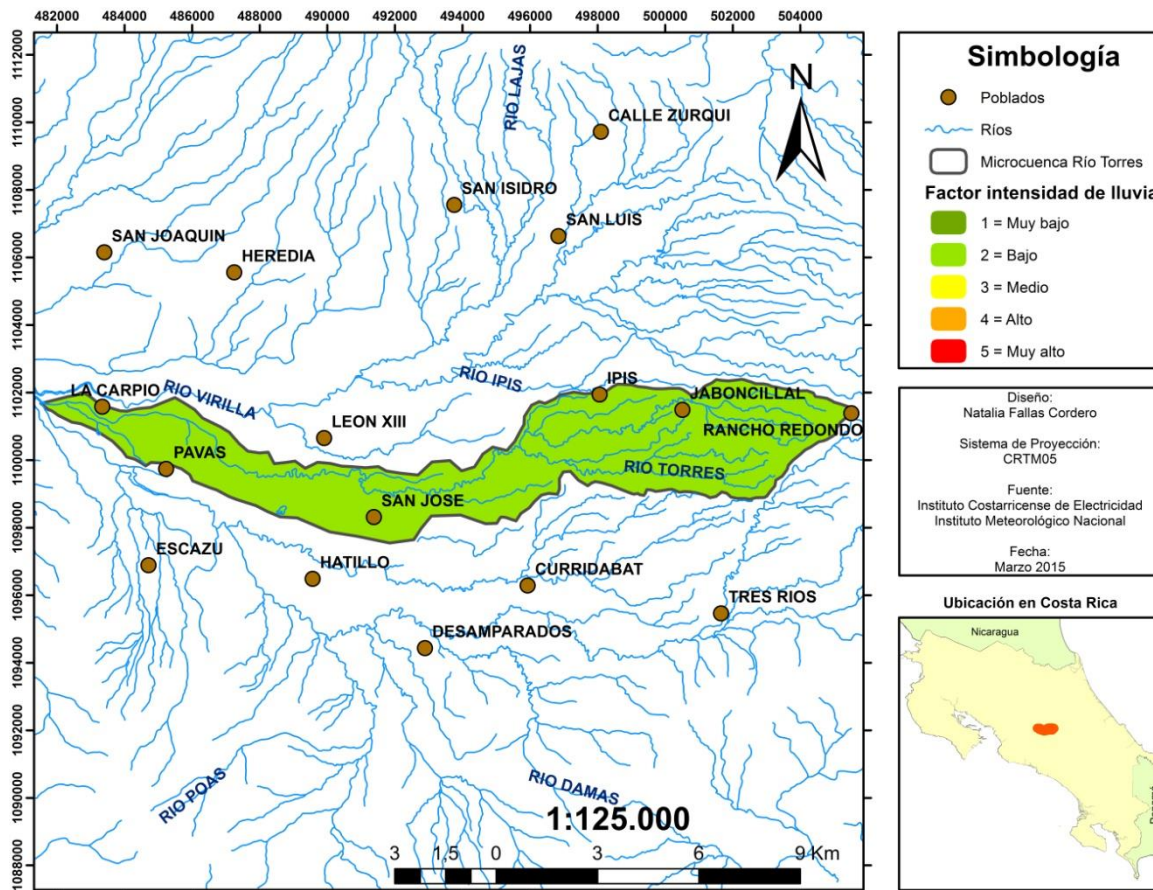 482000 484000 486000 488000 490000 492000 494000 496000 498000 500000 502000 504000
1112000
1110000
1108000
1106000
1104000
1102000
1100000
1098000
1096000
1094000
1092000
1090000
1088000
RIO LAJAS
N
CALLE ZURQUI
SAN ISIDRO
SAN LUIS
SAN JOAQUIN
HEREDIA
RIO IPIS
IPIS
LA CARPIO
RIO VIRILLA
JABONCILLAL
LEON XIII
RANCHO REDONDO
PAVAS
RIO TORRES
SAN JOSE
ESCAZU
HATILLO
CURRIDABAT
TRES RIOS
DESAMPARADOS
RIO POAS
RIO DAMAS
1:125.000
3 1,5 0 3 6 9 Km
Simbología
Poblados
Ríos
Microcuenca Río Torres
Factor intensidad de lluvia
1 = Muy bajo
2 = Bajo
3 = Medio
4 = Alto
5 = Muy alto
Diseño:
Natalia Fallas Cordero
Sistema de Proyección:
CRTM05
Fuente:
Instituto Costarricense de Electricidad
Instituto Meteorológico Nacional
Fecha:
Marzo 2015
Ubicación en Costa Rica
Nicaragua
Panamá